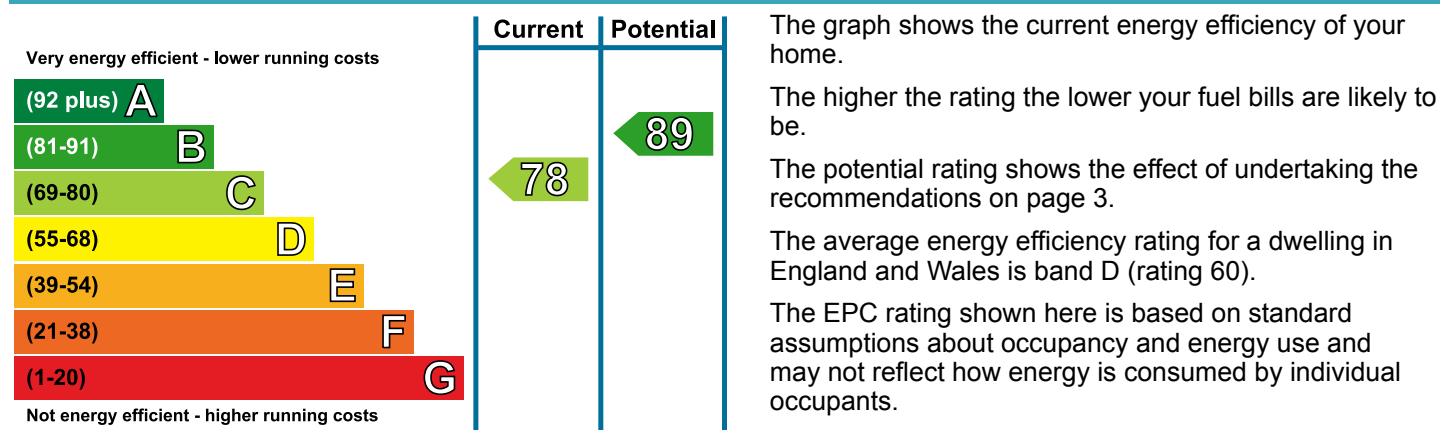 Current Potential
Very energy efficient - lower running costs
(92 plus) A
(81-91) B
89
(69-80) C
78
(55-68) D
(39-54) E
(21-38) F
(1-20) G
Not energy efficient - higher running costs
The graph shows the current energy efficiency of your
home.
The higher the rating the lower your fuel bills are likely to
be.
The potential rating shows the effect of undertaking the
recommendations on page 3.
The average energy efficiency rating for a dwelling in
England and Wales is band D (rating 60).
The EPC rating shown here is based on standard
assumptions about occupancy and energy use and
may not reflect how energy is consumed by individual
occupants.